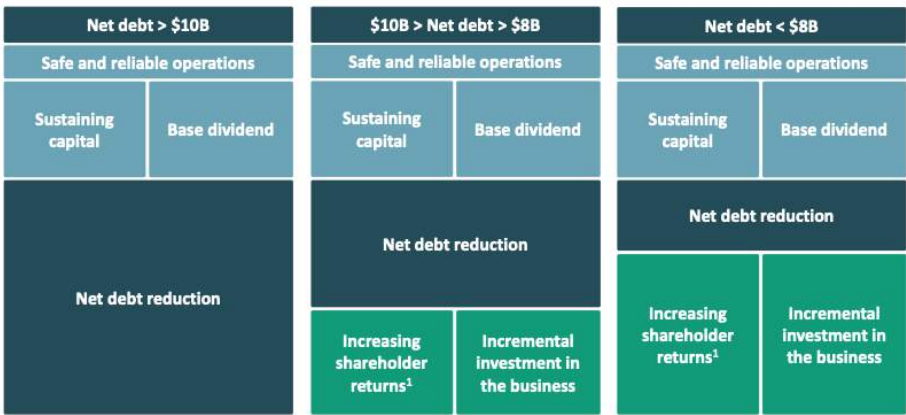 Net debt > $10B
Safe and reliable operations
Sustaining
capital
Base dividend
Net debt reduction
$10B > Net debt > $8B
Safe and reliable operations
Sustaining
capital
Base dividend
Net debt reduction
Increasing
shareholder
returns¹
Incremental
investment in
the business
Net debt < $8B
Safe and reliable operations
Sustaining
capital
Base dividend
Net debt reduction
Increasing
shareholder
returns¹
Incremental
investment in
the business